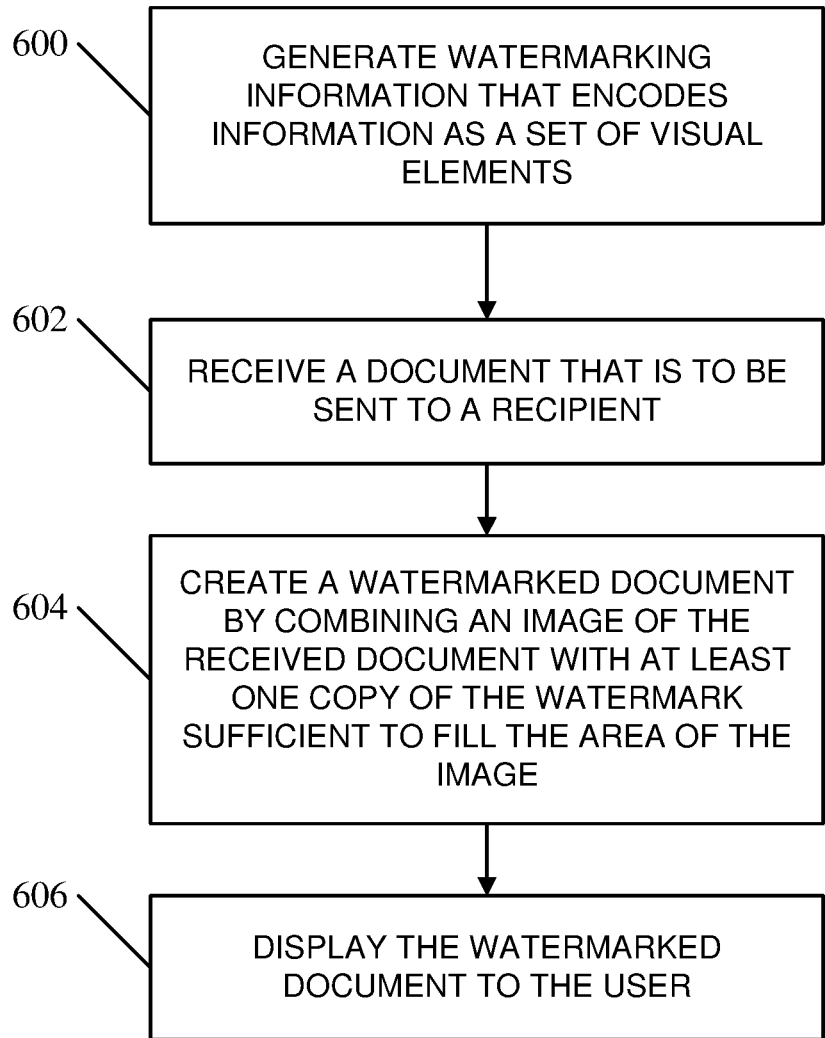 600
GENERATE WATERMARKING
INFORMATION THAT ENCODES
INFORMATION AS A SET OF VISUAL
ELEMENTS
602
RECEIVE A DOCUMENT THAT IS TO BE
SENT TO A RECIPIENT
604
CREATE A WATERMARKED DOCUMENT
BY COMBINING AN IMAGE OF THE
RECEIVED DOCUMENT WITH AT LEAST
ONE COPY OF THE WATERMARK
SUFFICIENT TO FILL THE AREA OF THE
IMAGE
606
DISPLAY THE WATERMARKED
DOCUMENT TO THE USER